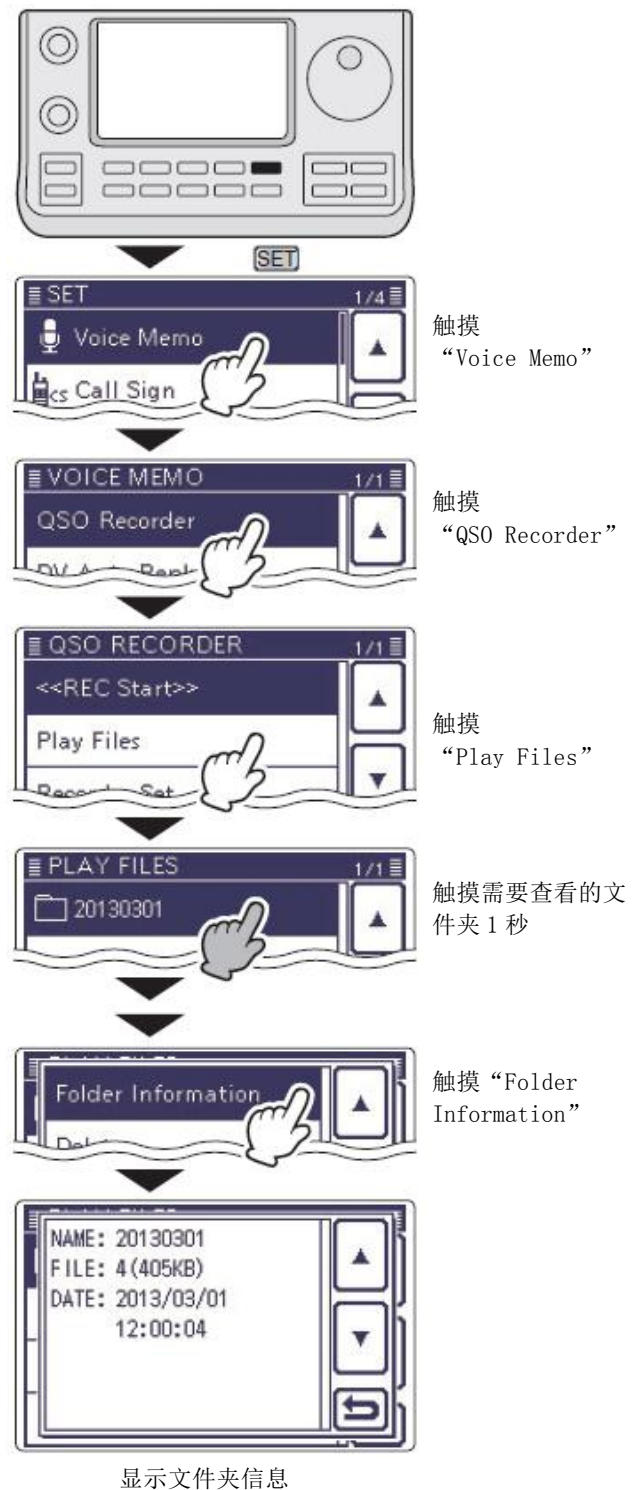 SET
SET 1/4
Voice Memo
CS Call Sign
触摸
“Voice Memo”
VOICE MEMO 1/1
QSO Recorder
触摸
“QSO Recorder”
QSO RECORDER 1/1
<<REC Start>>
Play Files
触摸
“Play Files”
PLAY FILES 1/1
20130301
触摸需要查看的文
件夹1秒
Folder Information
触摸“Folder
Information”
NAME: 20130301
FILE: 4(405KB)
DATE: 2013/03/01
12:00:04
显示文件夹信息